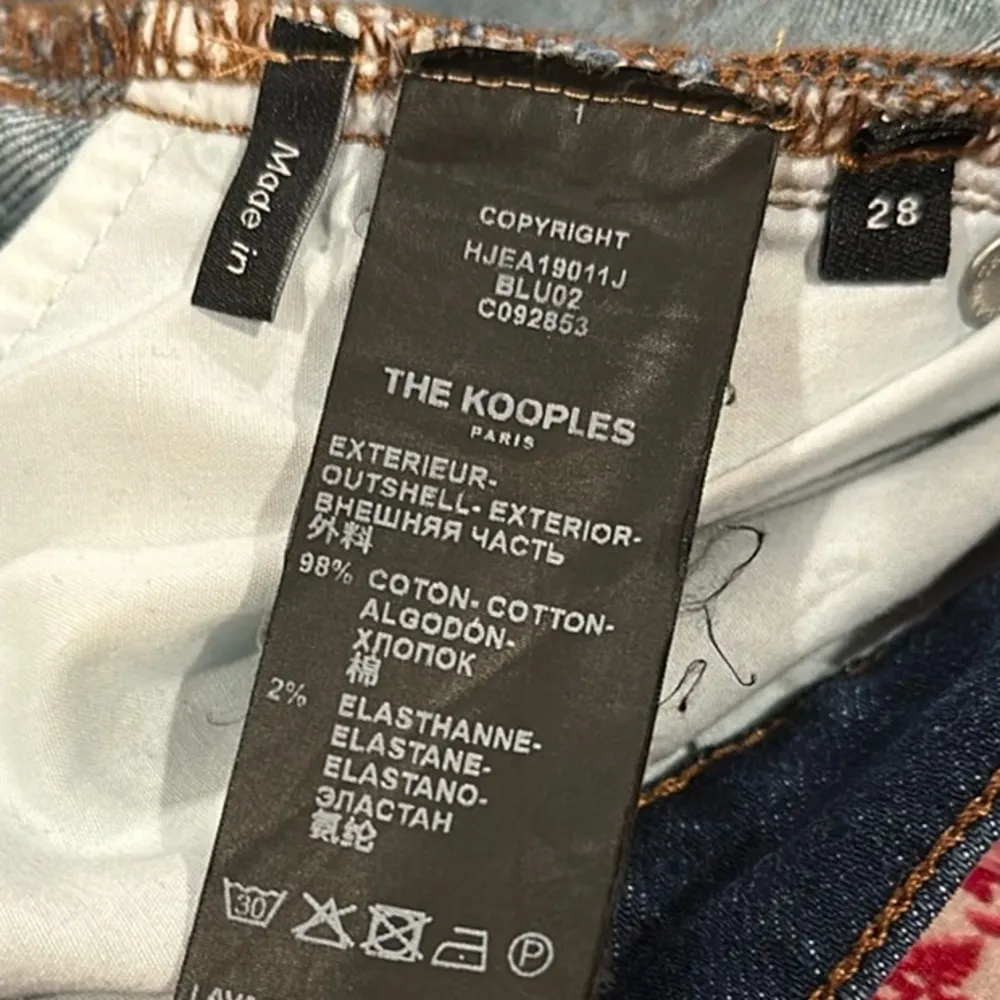 Made in
28
COPYRIGHT
HJEA19011J
BLU02
C092853
THE KOOPLES
PARIS
EXTERIEUR-
OUTSHELL- EXTERIOR-
ВНЕШНЯЯ ЧАСТЬ
外料
98% COTON- COTTON-
ALGODÓN-
ХЛОПОК
棉
2% ELASTHANNE-
ELASTANE-
ELASTANO-
ЭЛАСТАН
氨纶
30
P